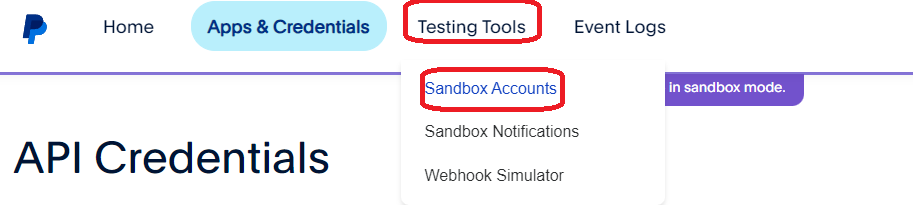 Home Apps & Credentials Testing Tools Event Logs
Sandbox Accounts
in sandbox mode.
Sandbox Notifications
Webhook Simulator
API Credentials